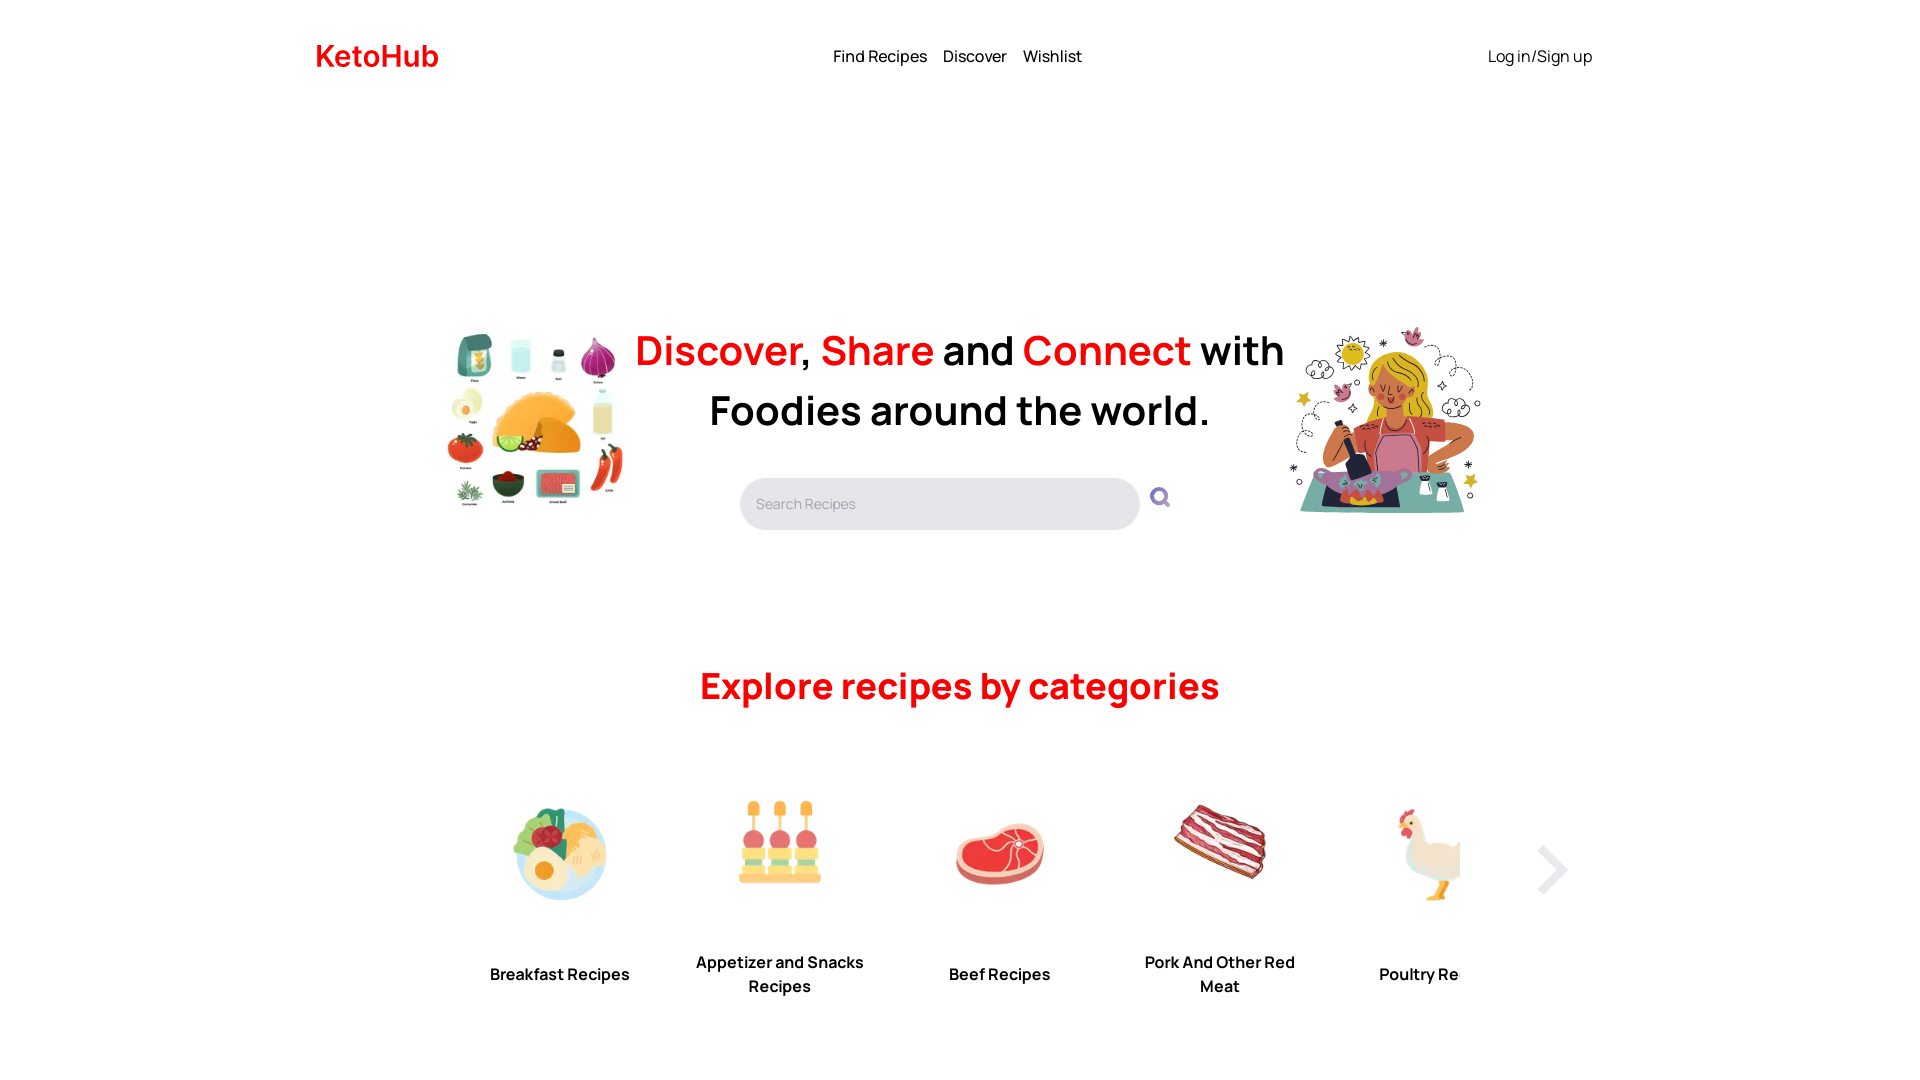 KetoHub
Find Recipes
Discover
Wishlist
Log in/Sign up
Discover, Share and Connect with
Foodies around the world.
Search Recipes
Explore recipes by categories
Breakfast Recipes
Appetizer and Snacks
Recipes
Beef Recipes
Pork And Other Red
Meat
Poultry